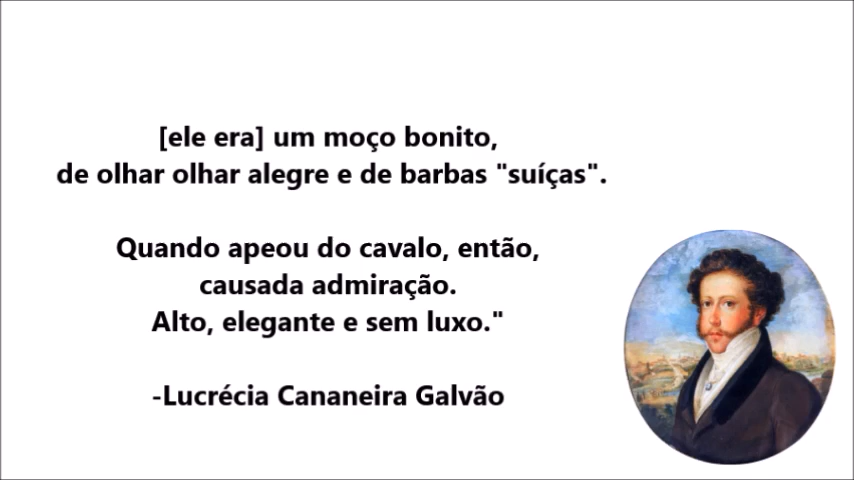 [ele era] um moço bonito,
de olhar olhar alegre e de barbas "suíças".
Quando apeou do cavalo, então,
causada admiração.
Alto, elegante e sem luxo."
-Lucrécia Cananeira Galvão